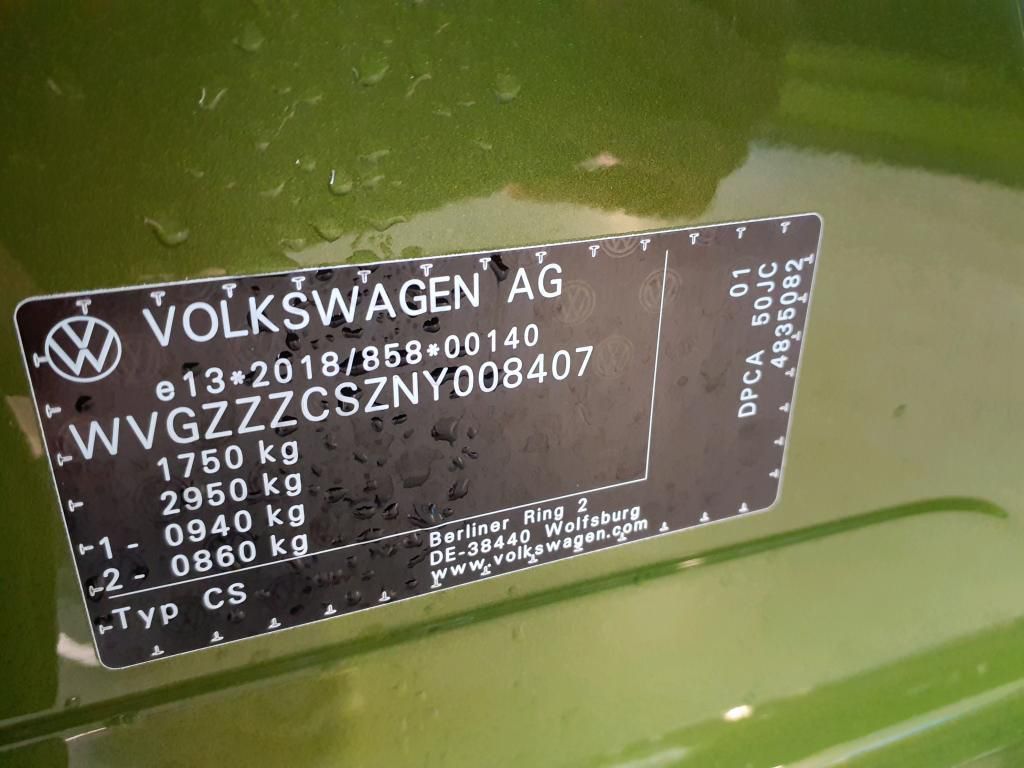 VOLKSWAGEN AG
e13*2018/858*00140
WVGZZZCSZNY008407
1750 kg
2950 kg
1- 0940 kg
2- 0860 kg
Typ CS
Berliner Ring 2
DE-38440 Wolfsburg
www.volkswagen.com
01
DPCA 50JC
4835082